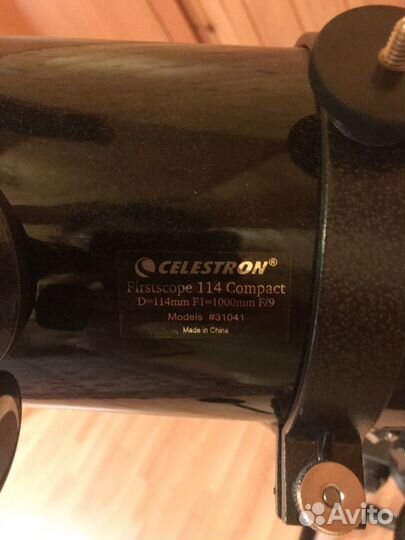 CELESTRON®
Firstscope 114 Compact
D=114mm F1=1000mm F/9
Models #31041
Made in China
Avito